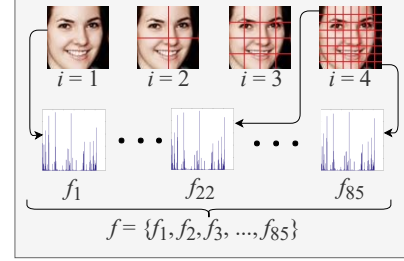 i = 1 i = 2 i = 3 i = 4
f₁ f₂₂ f₈₅
f = {f₁, f₂, f₃, ..., f₈₅}